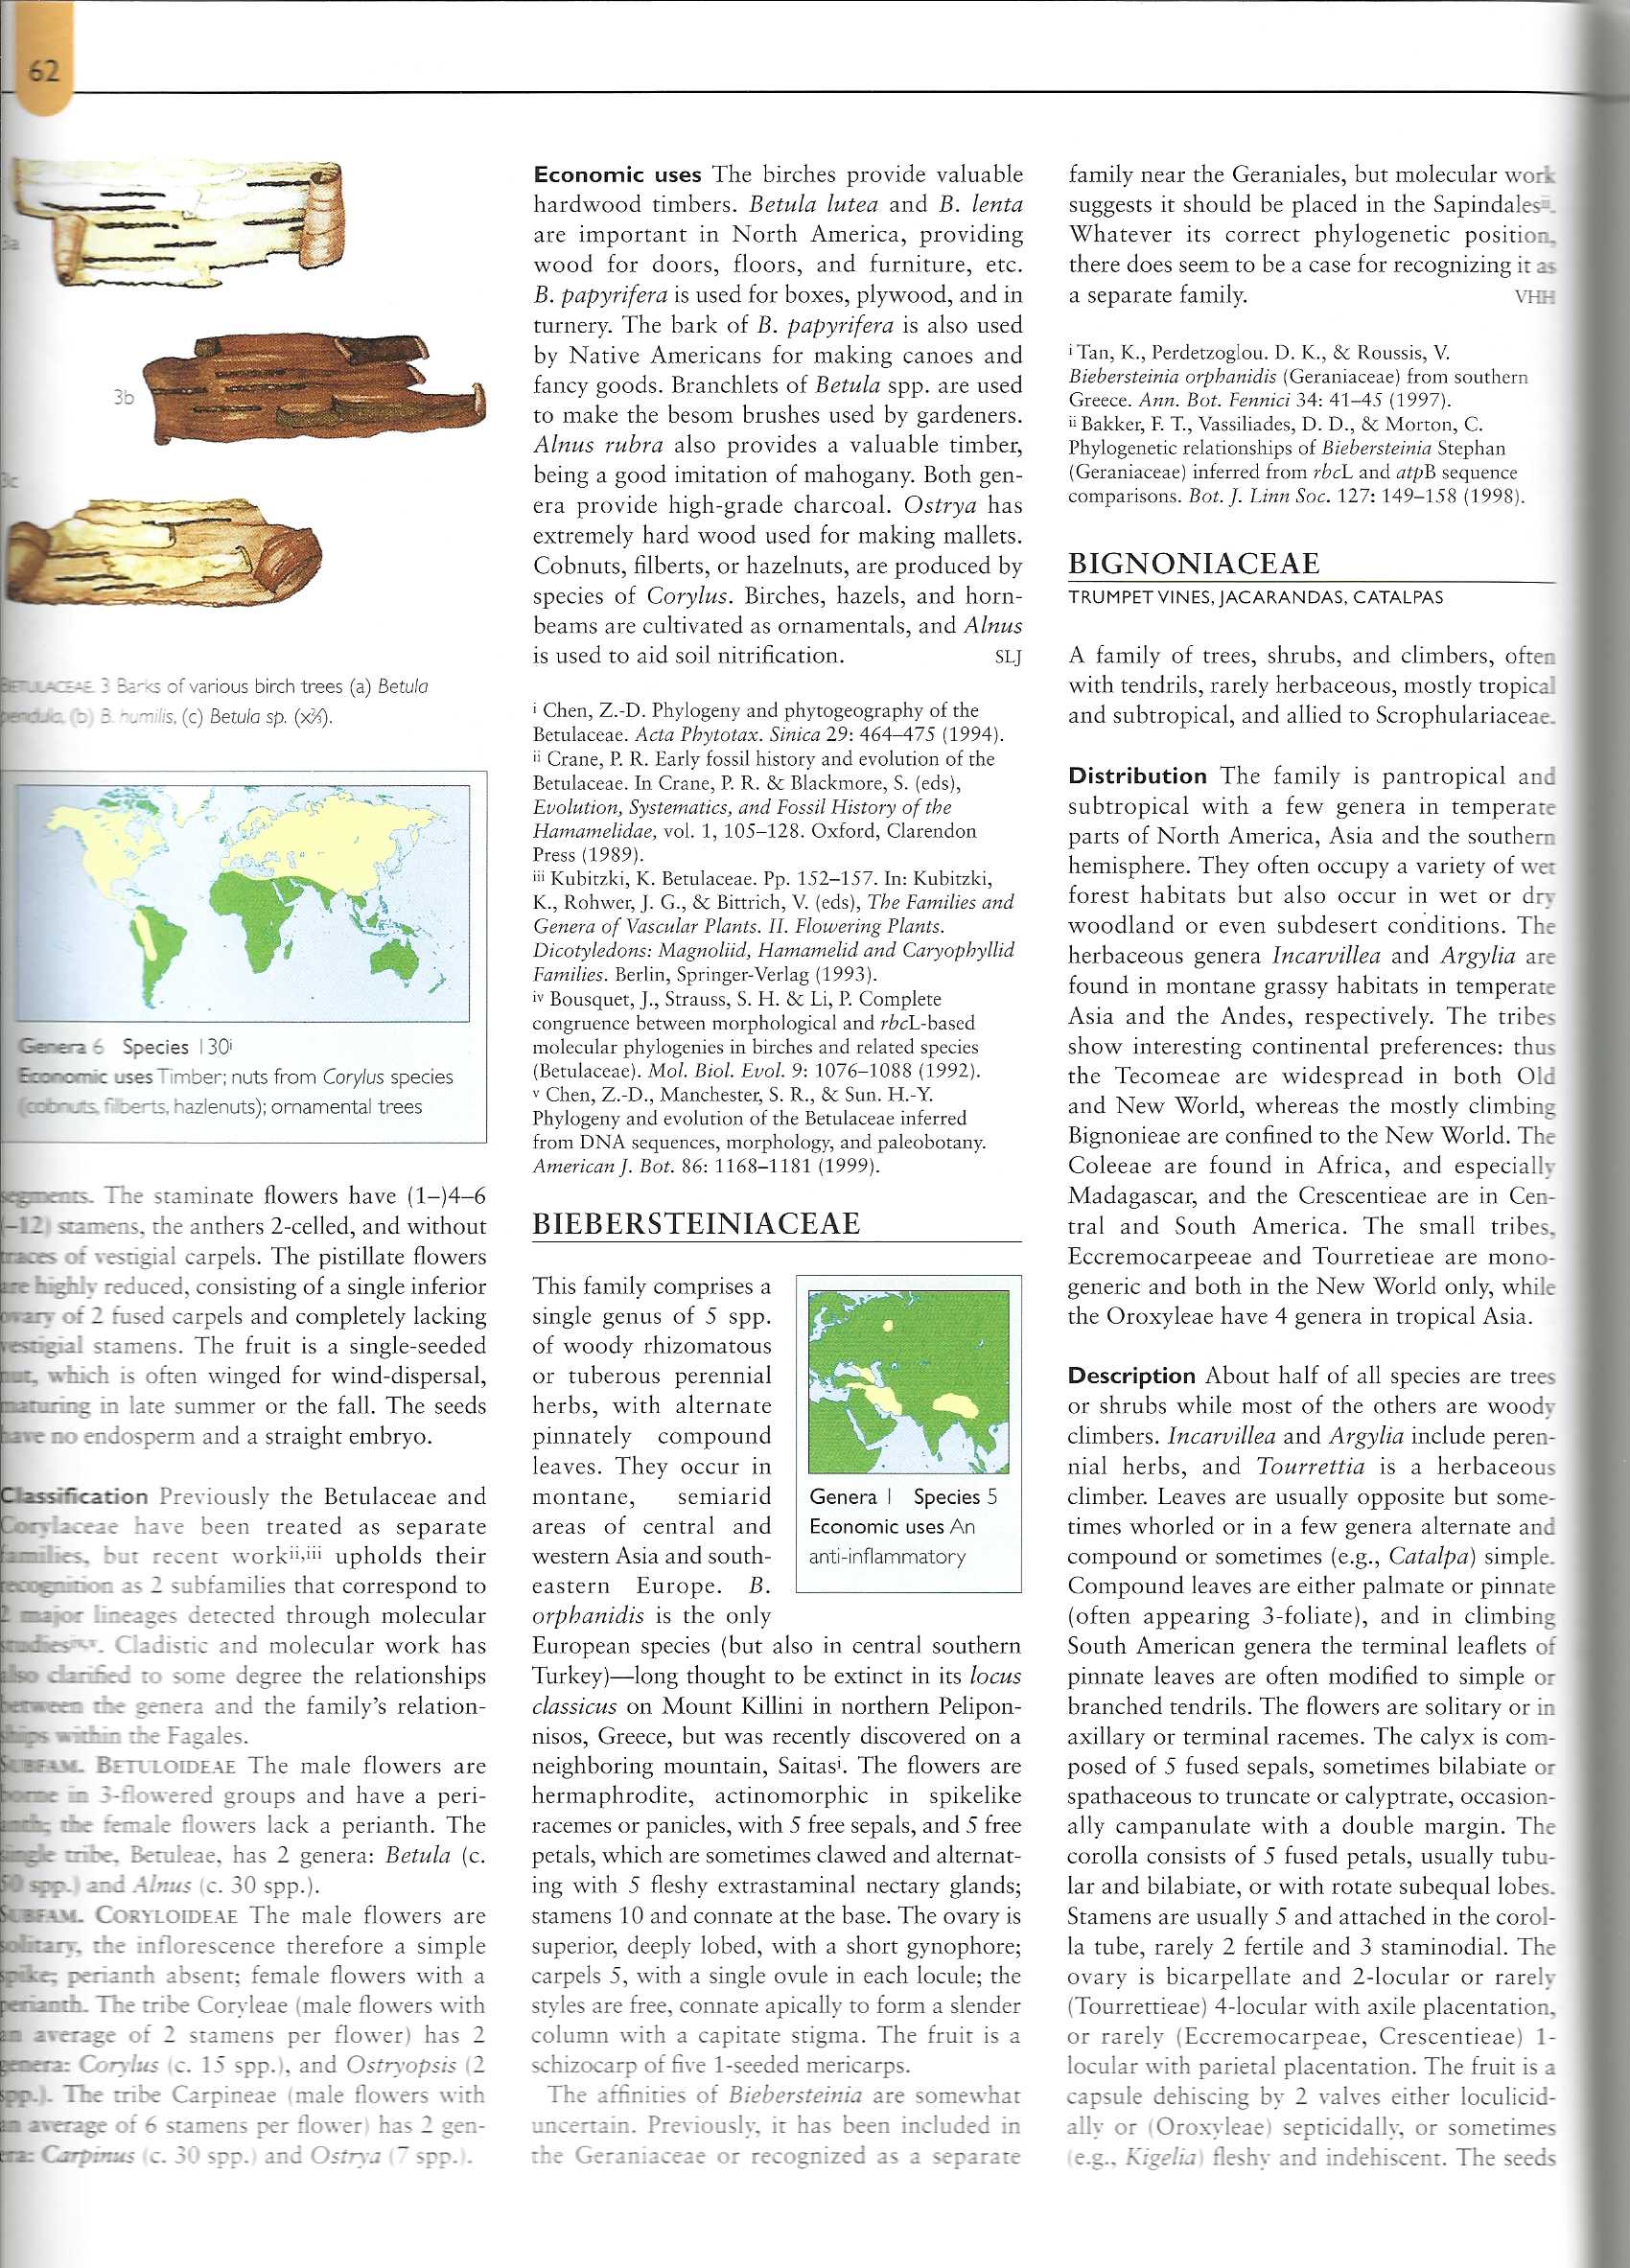 62
3a
3b
3c
BETULACEAE 3 Barks of various birch trees (a) Betula
pendula, (b) B. humilis, (c) Betula sp. (x⅔).
Genera 6 Species 130i
Economic uses Timber; nuts from Corylus species
(cobnuts, filberts, hazlenuts); ornamental trees
segments. The staminate flowers have (1–)4–6
(–12) stamens, the anthers 2-celled, and without
traces of vestigial carpels. The pistillate flowers
are highly reduced, consisting of a single inferior
ovary of 2 fused carpels and completely lacking
vestigial stamens. The fruit is a single-seeded
nut, which is often winged for wind-dispersal,
maturing in late summer or the fall. The seeds
have no endosperm and a straight embryo.
Classification Previously the Betulaceae and
Corylaceae have been treated as separate
families, but recent workii,iii upholds their
recognition as 2 subfamilies that correspond to
2 major lineages detected through molecular
studiesiv,v. Cladistic and molecular work has
also clarified to some degree the relationships
between the genera and the family's relation-
ships within the Fagales.
SUBFAM. BETULOIDEAE The male flowers are
borne in 3-flowered groups and have a peri-
anth; the female flowers lack a perianth. The
single tribe, Betuleae, has 2 genera: Betula (c.
60 spp.) and Alnus (c. 30 spp.).
SUBFAM. CORYLOIDEAE The male flowers are
solitary, the inflorescence therefore a simple
spike; perianth absent; female flowers with a
perianth. The tribe Coryleae (male flowers with
an average of 2 stamens per flower) has 2
genera: Corylus (c. 15 spp.), and Ostryopsis (2
spp.). The tribe Carpineae (male flowers with
an average of 6 stamens per flower) has 2 gen-
era: Carpinus (c. 30 spp.) and Ostrya (7 spp.).
Economic uses The birches provide valuable
hardwood timbers. Betula lutea and B. lenta
are important in North America, providing
wood for doors, floors, and furniture, etc.
B. papyrifera is used for boxes, plywood, and in
turnery. The bark of B. papyrifera is also used
by Native Americans for making canoes and
fancy goods. Branchlets of Betula spp. are used
to make the besom brushes used by gardeners.
Alnus rubra also provides a valuable timber,
being a good imitation of mahogany. Both gen-
era provide high-grade charcoal. Ostrya has
extremely hard wood used for making mallets.
Cobnuts, filberts, or hazelnuts, are produced by
species of Corylus. Birches, hazels, and horn-
beams are cultivated as ornamentals, and Alnus
is used to aid soil nitrification. SLJ
i Chen, Z.-D. Phylogeny and phytogeography of the
Betulaceae. Acta Phytotax. Sinica 29: 464–475 (1994).
ii Crane, P. R. Early fossil history and evolution of the
Betulaceae. In Crane, P. R. & Blackmore, S. (eds),
Evolution, Systematics, and Fossil History of the
Hamamelidae, vol. 1, 105–128. Oxford, Clarendon
Press (1989).
iii Kubitzki, K. Betulaceae. Pp. 152–157. In: Kubitzki,
K., Rohwer, J. G., & Bittrich, V. (eds), The Families and
Genera of Vascular Plants. II. Flowering Plants.
Dicotyledons: Magnoliid, Hamamelid and Caryophyllid
Families. Berlin, Springer-Verlag (1993).
iv Bousquet, J., Strauss, S. H. & Li, P. Complete
congruence between morphological and rbcL-based
molecular phylogenies in birches and related species
(Betulaceae). Mol. Biol. Evol. 9: 1076–1088 (1992).
v Chen, Z.-D., Manchester, S. R., & Sun. H.-Y.
Phylogeny and evolution of the Betulaceae inferred
from DNA sequences, morphology, and paleobotany.
American J. Bot. 86: 1168–1181 (1999).
BIEBERSTEINIACEAE
This family comprises a
single genus of 5 spp.
of woody rhizomatous
or tuberous perennial
herbs, with alternate
pinnately compound
leaves. They occur in
montane, semiarid
areas of central and
western Asia and south-
eastern Europe. B.
orphanidis is the only
European species (but also in central southern
Turkey)—long thought to be extinct in its locus
classicus on Mount Killini in northern Pelipon-
nisos, Greece, but was recently discovered on a
neighboring mountain, Saitasi. The flowers are
hermaphrodite, actinomorphic in spikelike
racemes or panicles, with 5 free sepals, and 5 free
petals, which are sometimes clawed and alternat-
ing with 5 fleshy extrastaminal nectary glands;
stamens 10 and connate at the base. The ovary is
superior, deeply lobed, with a short gynophore;
carpels 5, with a single ovule in each locule; the
styles are free, connate apically to form a slender
column with a capitate stigma. The fruit is a
schizocarp of five 1-seeded mericarps.
The affinities of Biebersteinia are somewhat
uncertain. Previously, it has been included in
the Geraniaceae or recognized as a separate
Genera 1 Species 5
Economic uses An
anti-inflammatory
family near the Geraniales, but molecular work
suggests it should be placed in the Sapindalesii.
Whatever its correct phylogenetic position,
there does seem to be a case for recognizing it as
a separate family. VHH
i Tan, K., Perdetzoglou. D. K., & Roussis, V.
Biebersteinia orphanidis (Geraniaceae) from southern
Greece. Ann. Bot. Fennici 34: 41–45 (1997).
ii Bakker, F. T., Vassiliades, D. D., & Morton, C.
Phylogenetic relationships of Biebersteinia Stephan
(Geraniaceae) inferred from rbcL and atpB sequence
comparisons. Bot. J. Linn Soc. 127: 149–158 (1998).
BIGNONIACEAE
TRUMPET VINES, JACARANDAS, CATALPAS
A family of trees, shrubs, and climbers, often
with tendrils, rarely herbaceous, mostly tropical
and subtropical, and allied to Scrophulariaceae.
Distribution The family is pantropical and
subtropical with a few genera in temperate
parts of North America, Asia and the southern
hemisphere. They often occupy a variety of wet
forest habitats but also occur in wet or dry
woodland or even subdesert conditions. The
herbaceous genera Incarvillea and Argylia are
found in montane grassy habitats in temperate
Asia and the Andes, respectively. The tribes
show interesting continental preferences: thus
the Tecomeae are widespread in both Old
and New World, whereas the mostly climbing
Bignonieae are confined to the New World. The
Coleeae are found in Africa, and especially
Madagascar, and the Crescentieae are in Cen-
tral and South America. The small tribes,
Eccremocarpeeae and Tourretieae are mono-
generic and both in the New World only, while
the Oroxyleae have 4 genera in tropical Asia.
Description About half of all species are trees
or shrubs while most of the others are woody
climbers. Incarvillea and Argylia include peren-
nial herbs, and Tourrettia is a herbaceous
climber. Leaves are usually opposite but some-
times whorled or in a few genera alternate and
compound or sometimes (e.g., Catalpa) simple.
Compound leaves are either palmate or pinnate
(often appearing 3-foliate), and in climbing
South American genera the terminal leaflets of
pinnate leaves are often modified to simple or
branched tendrils. The flowers are solitary or in
axillary or terminal racemes. The calyx is com-
posed of 5 fused sepals, sometimes bilabiate or
spathaceous to truncate or calyptrate, occasion-
ally campanulate with a double margin. The
corolla consists of 5 fused petals, usually tubu-
lar and bilabiate, or with rotate subequal lobes.
Stamens are usually 5 and attached in the corol-
la tube, rarely 2 fertile and 3 staminodial. The
ovary is bicarpellate and 2-locular or rarely
(Tourrettieae) 4-locular with axile placentation,
or rarely (Eccremocarpeae, Crescentieae) 1-
locular with parietal placentation. The fruit is a
capsule dehiscing by 2 valves either loculicid-
ally or (Oroxyleae) septicidally, or sometimes
(e.g., Kigelia) fleshy and indehiscent. The seeds